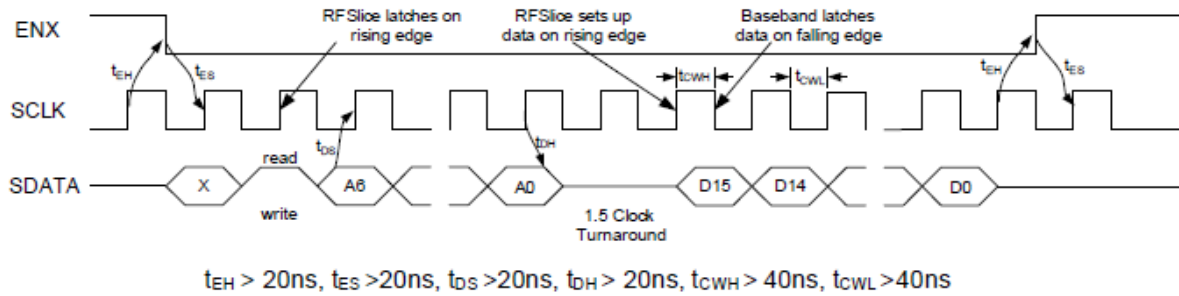 ENX
RFSlice latches on
rising edge
RFSlice sets up
data on rising edge
Baseband latches
data on falling edge
tEH
tES
tCWH
tCWL
tEH
tES
SCLK
tDS
tDH
read
SDATA
X
A6
A0
D15
D14
D0
write
1.5 Clock
Turnaround
tEH > 20ns, tES >20ns, tDS >20ns, tDH > 20ns, tCWH > 40ns, tCWL >40ns